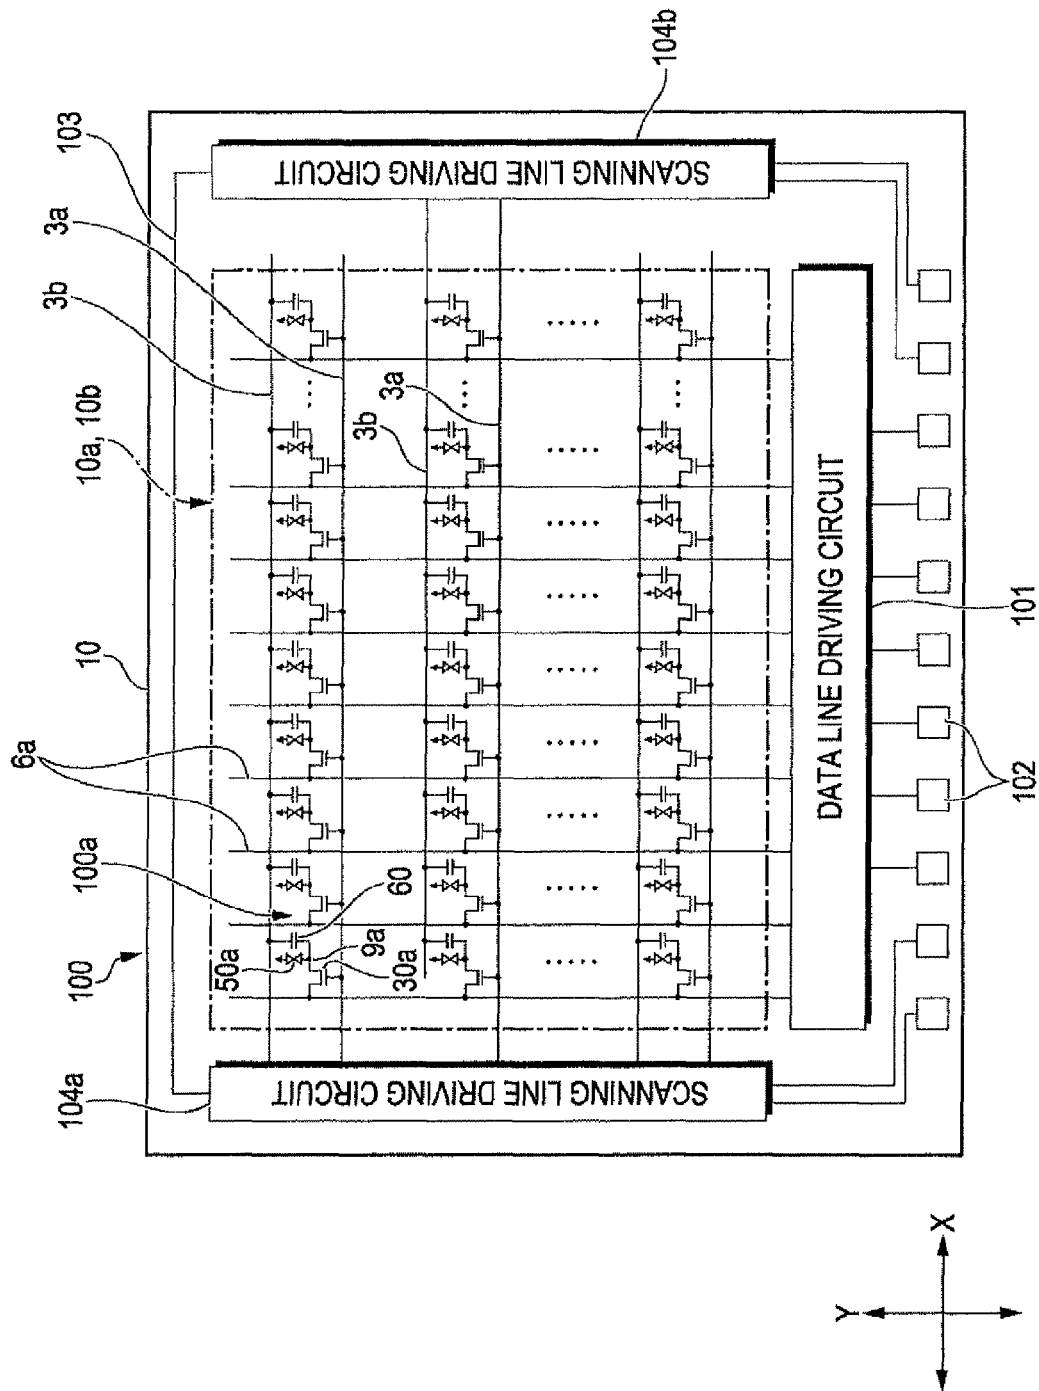 104b
103
3a
3b
10a, 10b
10
6a
100a
100
104a
SCANNING LINE DRIVING CIRCUIT
3a
3b
60
9a
50a
30a
SCANNING LINE DRIVING CIRCUIT
DATA LINE DRIVING CIRCUIT
101
102
X
Y